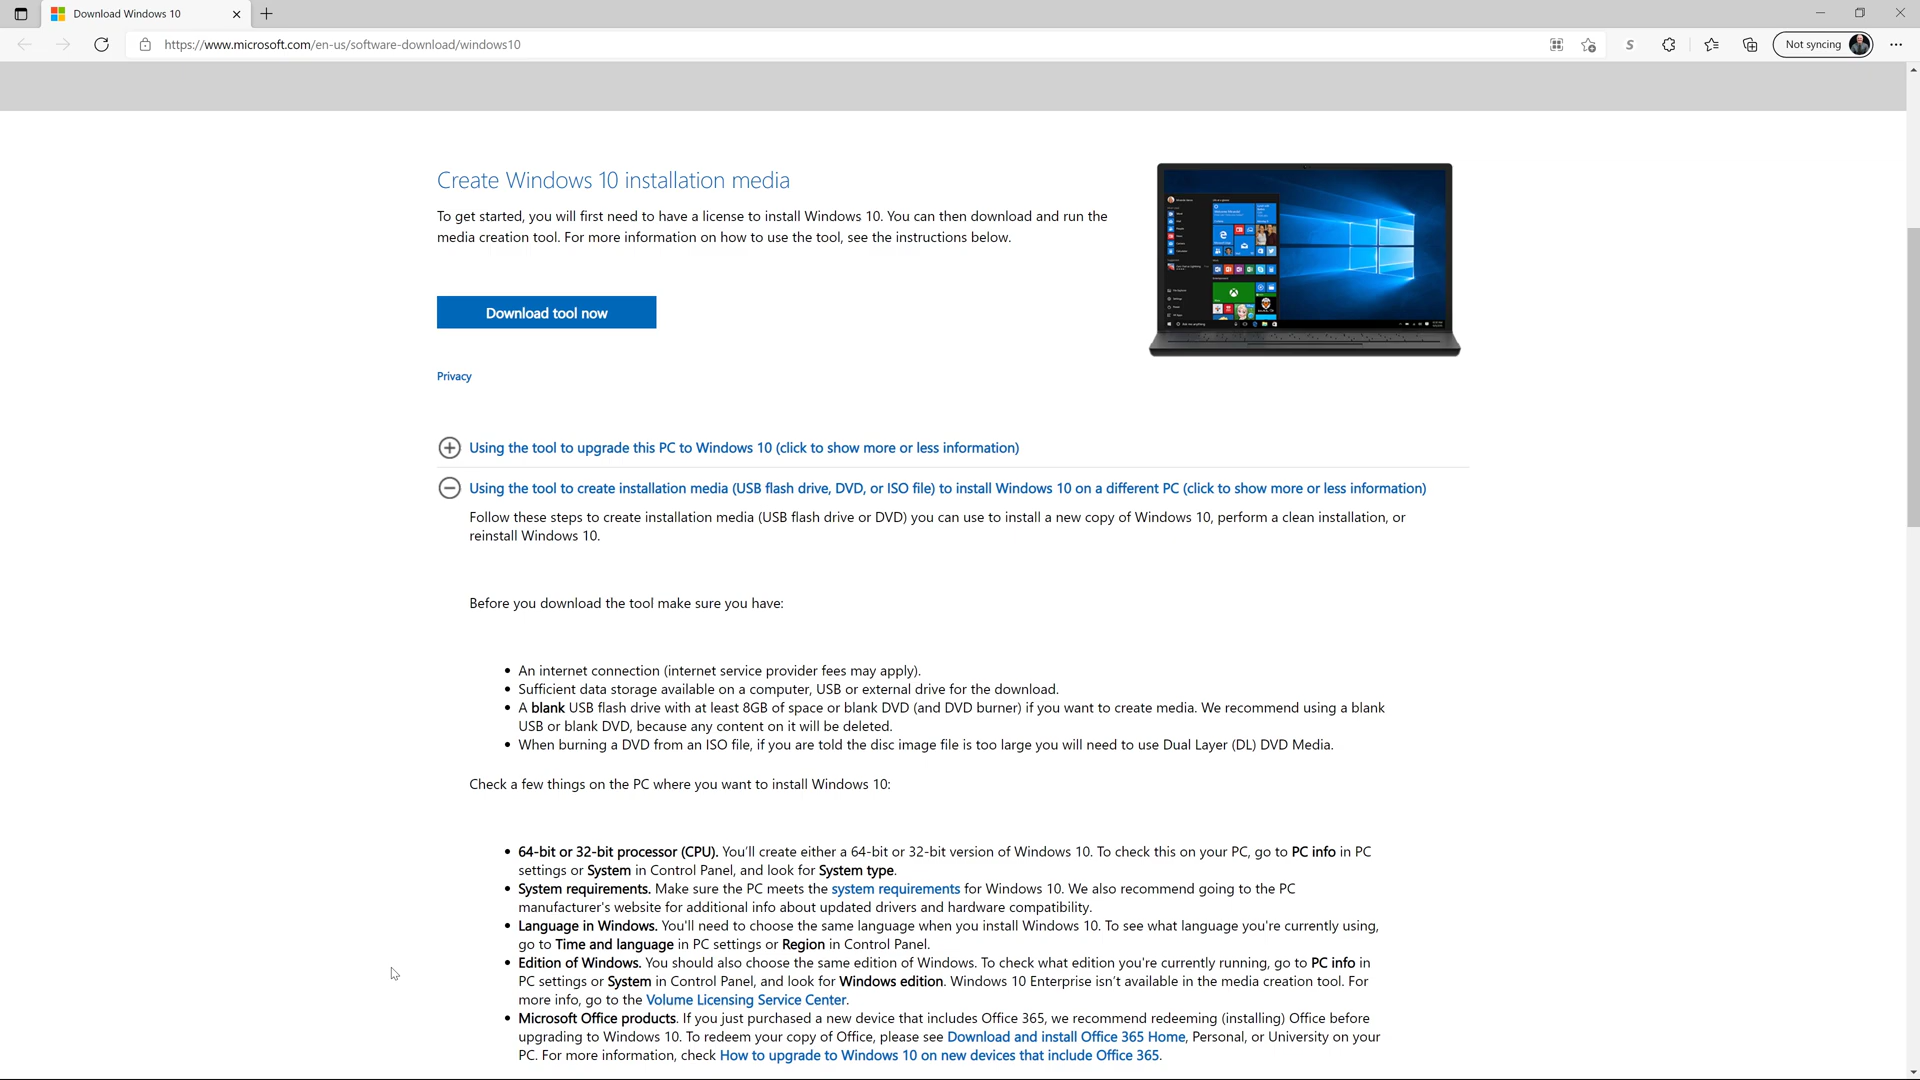 Download Windows 10
https://www.microsoft.com/en-us/software-download/windows10
Not syncing
Create Windows 10 installation media
To get started, you will first need to have a license to install Windows 10. You can then download and run the
media creation tool. For more information on how to use the tool, see the instructions below.
Download tool now
Privacy
Using the tool to upgrade this PC to Windows 10 (click to show more or less information)
Using the tool to create installation media (USB flash drive, DVD, or ISO file) to install Windows 10 on a different PC (click to show more or less information)
Follow these steps to create installation media (USB flash drive or DVD) you can use to install a new copy of Windows 10, perform a clean installation, or
reinstall Windows 10.
Before you download the tool make sure you have:
• An internet connection (internet service provider fees may apply).
• Sufficient data storage available on a computer, USB or external drive for the download.
• A blank USB flash drive with at least 8GB of space or blank DVD (and DVD burner) if you want to create media. We recommend using a blank
USB or blank DVD, because any content on it will be deleted.
• When burning a DVD from an ISO file, if you are told the disc image file is too large you will need to use Dual Layer (DL) DVD Media.
Check a few things on the PC where you want to install Windows 10:
• 64-bit or 32-bit processor (CPU). You’ll create either a 64-bit or 32-bit version of Windows 10. To check this on your PC, go to PC info in PC
settings or System in Control Panel, and look for System type.
• System requirements. Make sure the PC meets the system requirements for Windows 10. We also recommend going to the PC
manufacturer's website for additional info about updated drivers and hardware compatibility.
• Language in Windows. You'll need to choose the same language when you install Windows 10. To see what language you're currently using,
go to Time and language in PC settings or Region in Control Panel.
• Edition of Windows. You should also choose the same edition of Windows. To check what edition you're currently running, go to PC info in
PC settings or System in Control Panel, and look for Windows edition. Windows 10 Enterprise isn’t available in the media creation tool. For
more info, go to the Volume Licensing Service Center.
• Microsoft Office products. If you just purchased a new device that includes Office 365, we recommend redeeming (installing) Office before
upgrading to Windows 10. To redeem your copy of Office, please see Download and install Office 365 Home, Personal, or University on your
PC. For more information, check How to upgrade to Windows 10 on new devices that include Office 365.